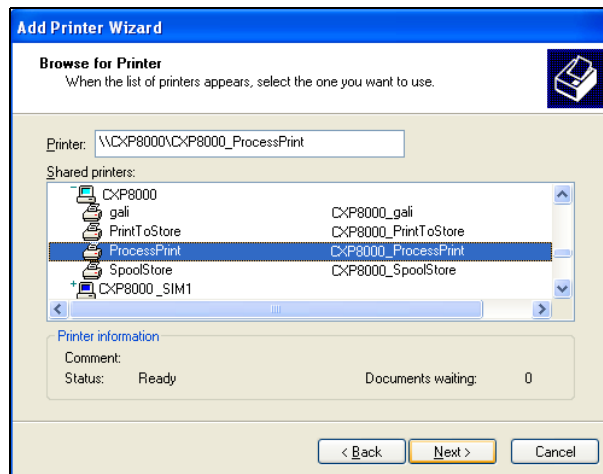 Add Printer Wizard
Browse for Printer
When the list of printers appears, select the one you want to use.
Printer: \\CXP8000\CXP8000_ProcessPrint
Shared printers:
CXP8000
gali CXP8000_gali
PrintToStore CXP8000_PrintToStore
ProcessPrint CXP8000_ProcessPrint
SpoolStore CXP8000_SpoolStore
CXP8000_SIM1
Printer information
Comment:
Status: Ready Documents waiting: 0
< Back Next > Cancel